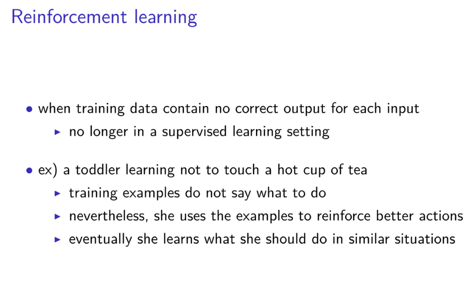 Reinforcement learning
• when training data contain no correct output for each input
▶ no longer in a supervised learning setting
• ex) a toddler learning not to touch a hot cup of tea
▶ training examples do not say what to do
▶ nevertheless, she uses the examples to reinforce better actions
▶ eventually she learns what she should do in similar situations